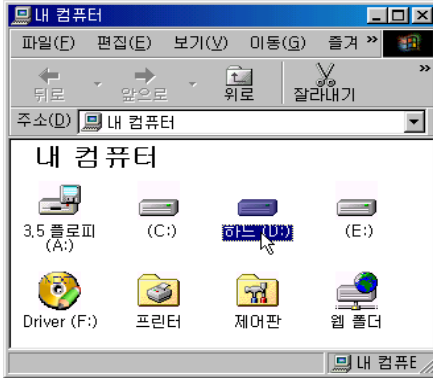 내 컴퓨터
파일(F) 편집(E) 보기(V) 이동(G) 즐겨 »
뒤로 앞으로 위로 잘라내기 »
주소(D) 내 컴퓨터
내 컴퓨터
3.5 플로피 (A:)
(C:)
하드 (D:)
(E:)
Driver (F:)
프린터
제어판
웹 폴더
내 컴퓨터